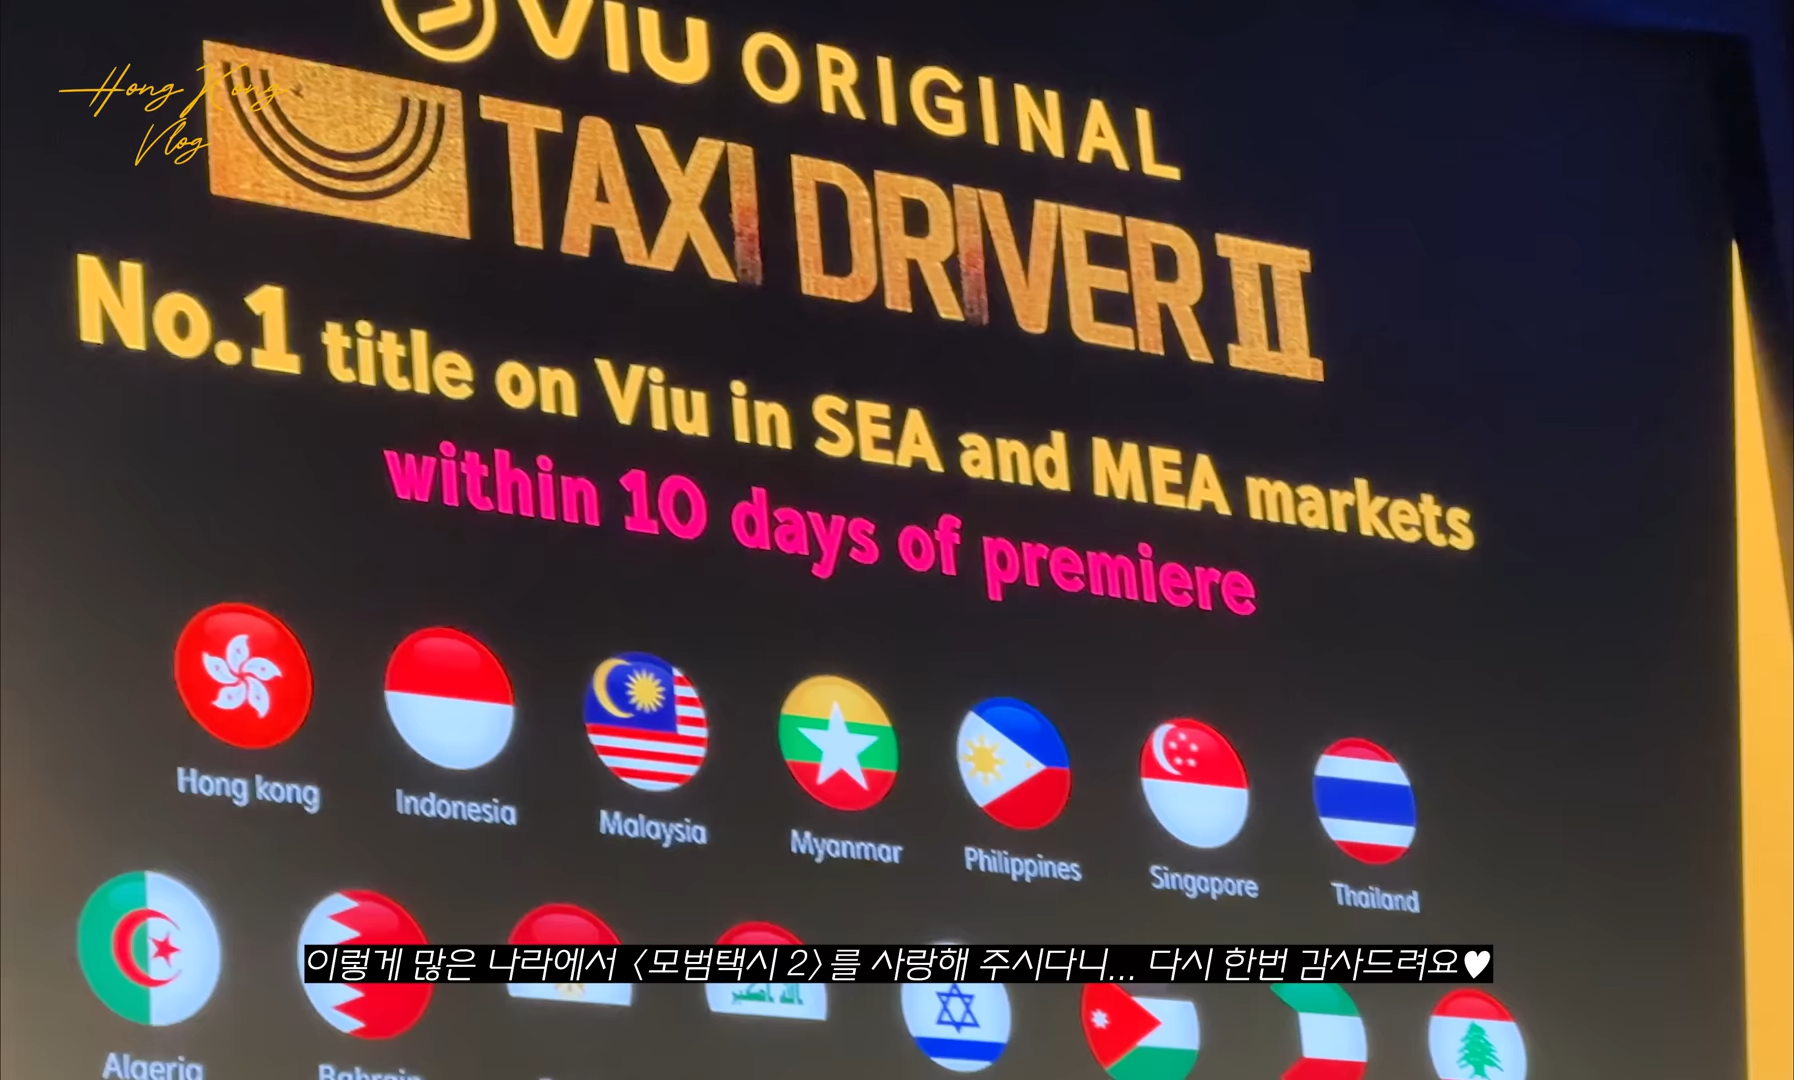 Hong Kong
Vlog
VIU ORIGINAL
TAXI DRIVER II
No.1 title on Viu in SEA and MEA markets
within 10 days of premiere
Hong kong
Indonesia
Malaysia
Myanmar
Philippines
Singapore
Thailand
이렇게 많은 나라에서 <모범택시 2>를 사랑해 주시다니... 다시 한번 감사드려요♥
Algeria
Bahrain